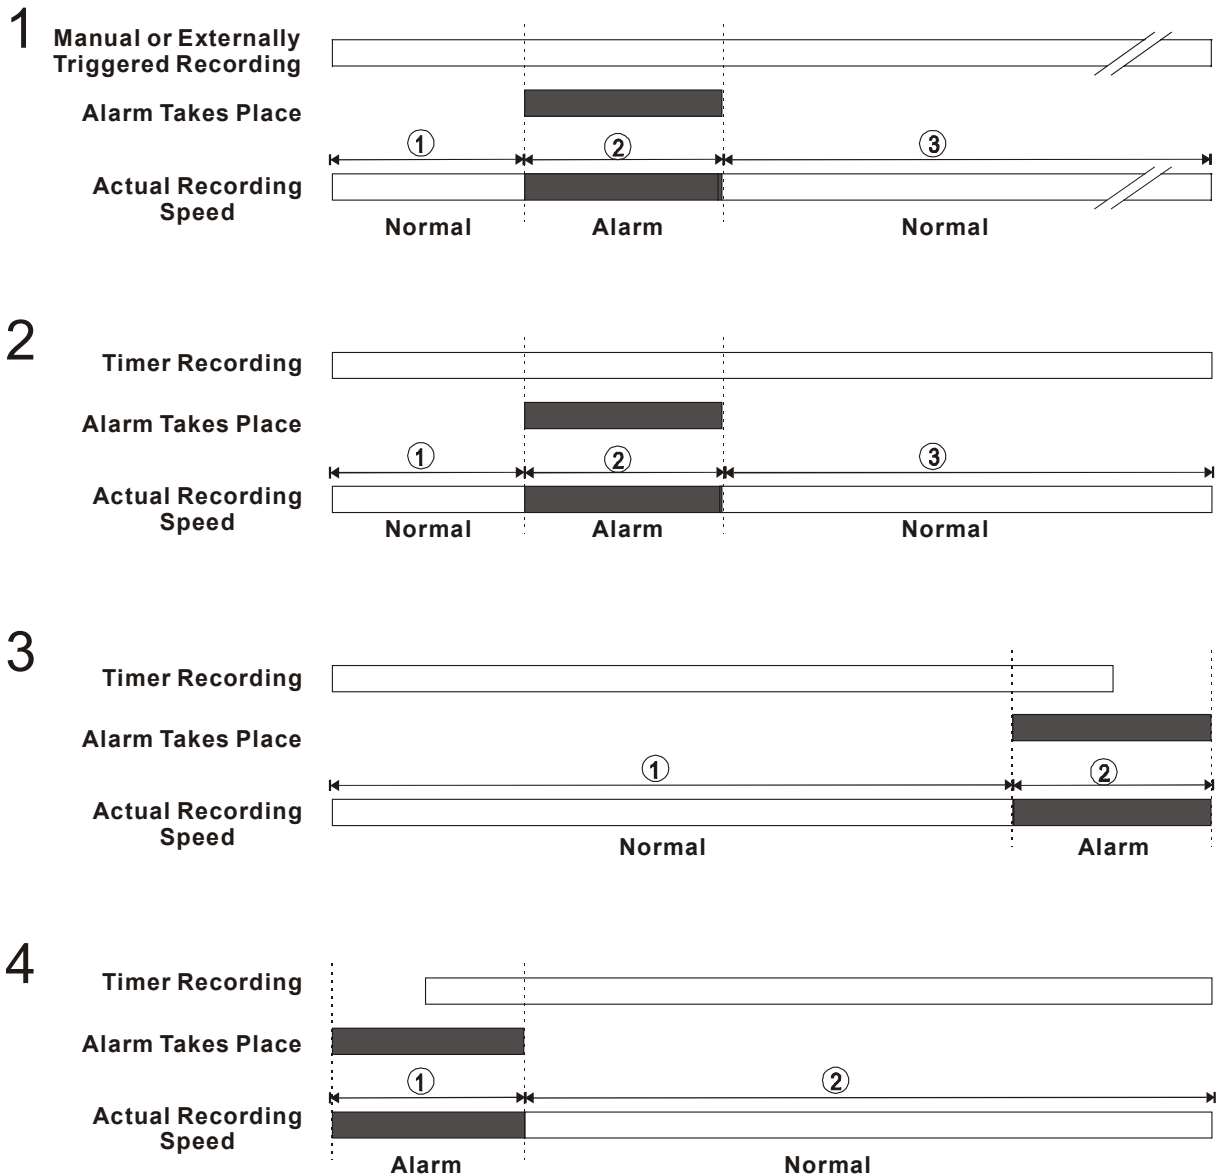 1
Manual or Externally
Triggered Recording
Alarm Takes Place
① ② ③
Actual Recording
Speed
Normal Alarm Normal
2
Timer Recording
Alarm Takes Place
① ② ③
Actual Recording
Speed
Normal Alarm Normal
3
Timer Recording
Alarm Takes Place
① ②
Actual Recording
Speed
Normal Alarm
4
Timer Recording
Alarm Takes Place
① ②
Actual Recording
Speed
Alarm Normal